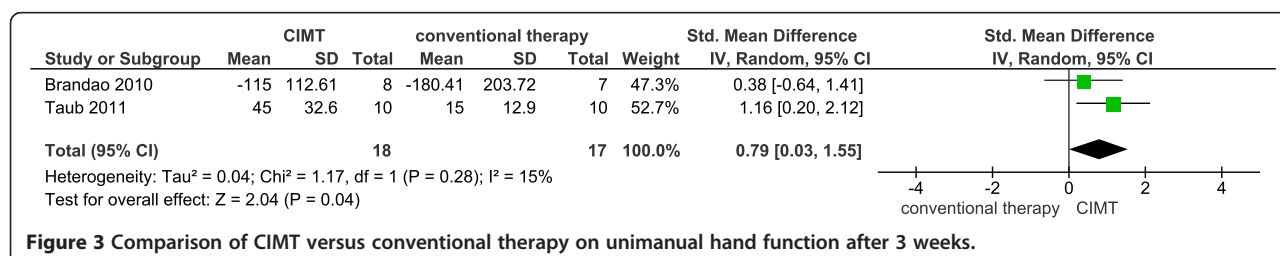 CIMT conventional therapy Std. Mean Difference Std. Mean Difference
Study or Subgroup Mean SD Total Mean SD Total Weight IV, Random, 95% CI IV, Random, 95% CI
Brandao 2010 -115 112.61 8 -180.41 203.72 7 47.3% 0.38 [-0.64, 1.41]
Taub 2011 45 32.6 10 15 12.9 10 52.7% 1.16 [0.20, 2.12]
Total (95% CI) 18 17 100.0% 0.79 [0.03, 1.55]
Heterogeneity: Tau² = 0.04; Chi² = 1.17, df = 1 (P = 0.28); I² = 15%
Test for overall effect: Z = 2.04 (P = 0.04)
-4 -2 0 2 4
conventional therapy CIMT
Figure 3 Comparison of CIMT versus conventional therapy on unimanual hand function after 3 weeks.